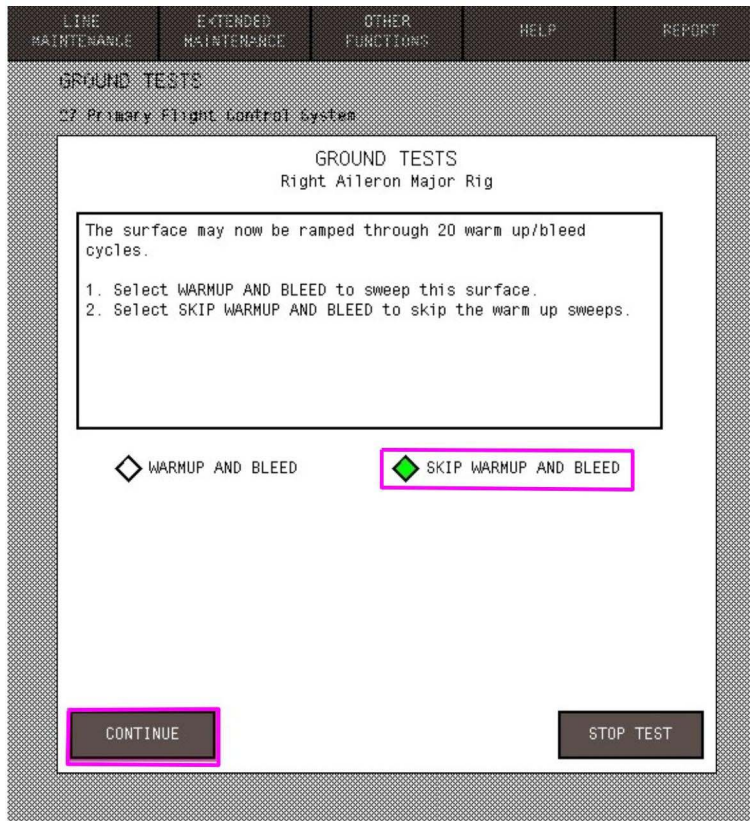 LINE MAINTENANCE
EXTENDED MAINTENANCE
OTHER FUNCTIONS
HELP
REPORT
GROUND TESTS
27 Primary Flight Control System
GROUND TESTS
Right Aileron Major Rig
The surface may now be ramped through 20 warm up/bleed
cycles.
1. Select WARMUP AND BLEED to sweep this surface.
2. Select SKIP WARMUP AND BLEED to skip the warm up sweeps.
WARMUP AND BLEED
SKIP WARMUP AND BLEED
CONTINUE
STOP TEST